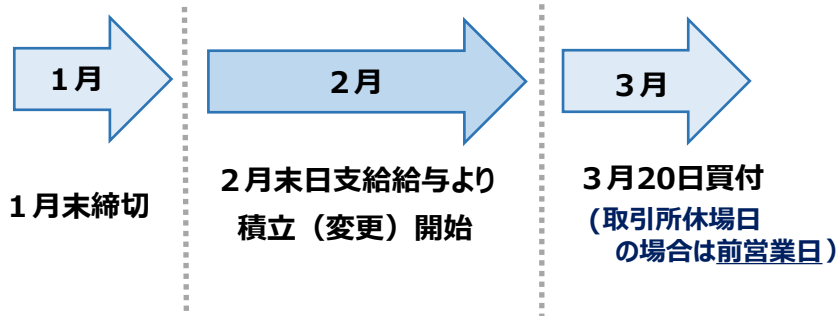 １月
２月
３月
１月末締切
２月末日支給給与より
積立（変更）開始
３月20日買付
(取引所休場日
の場合は前営業日）